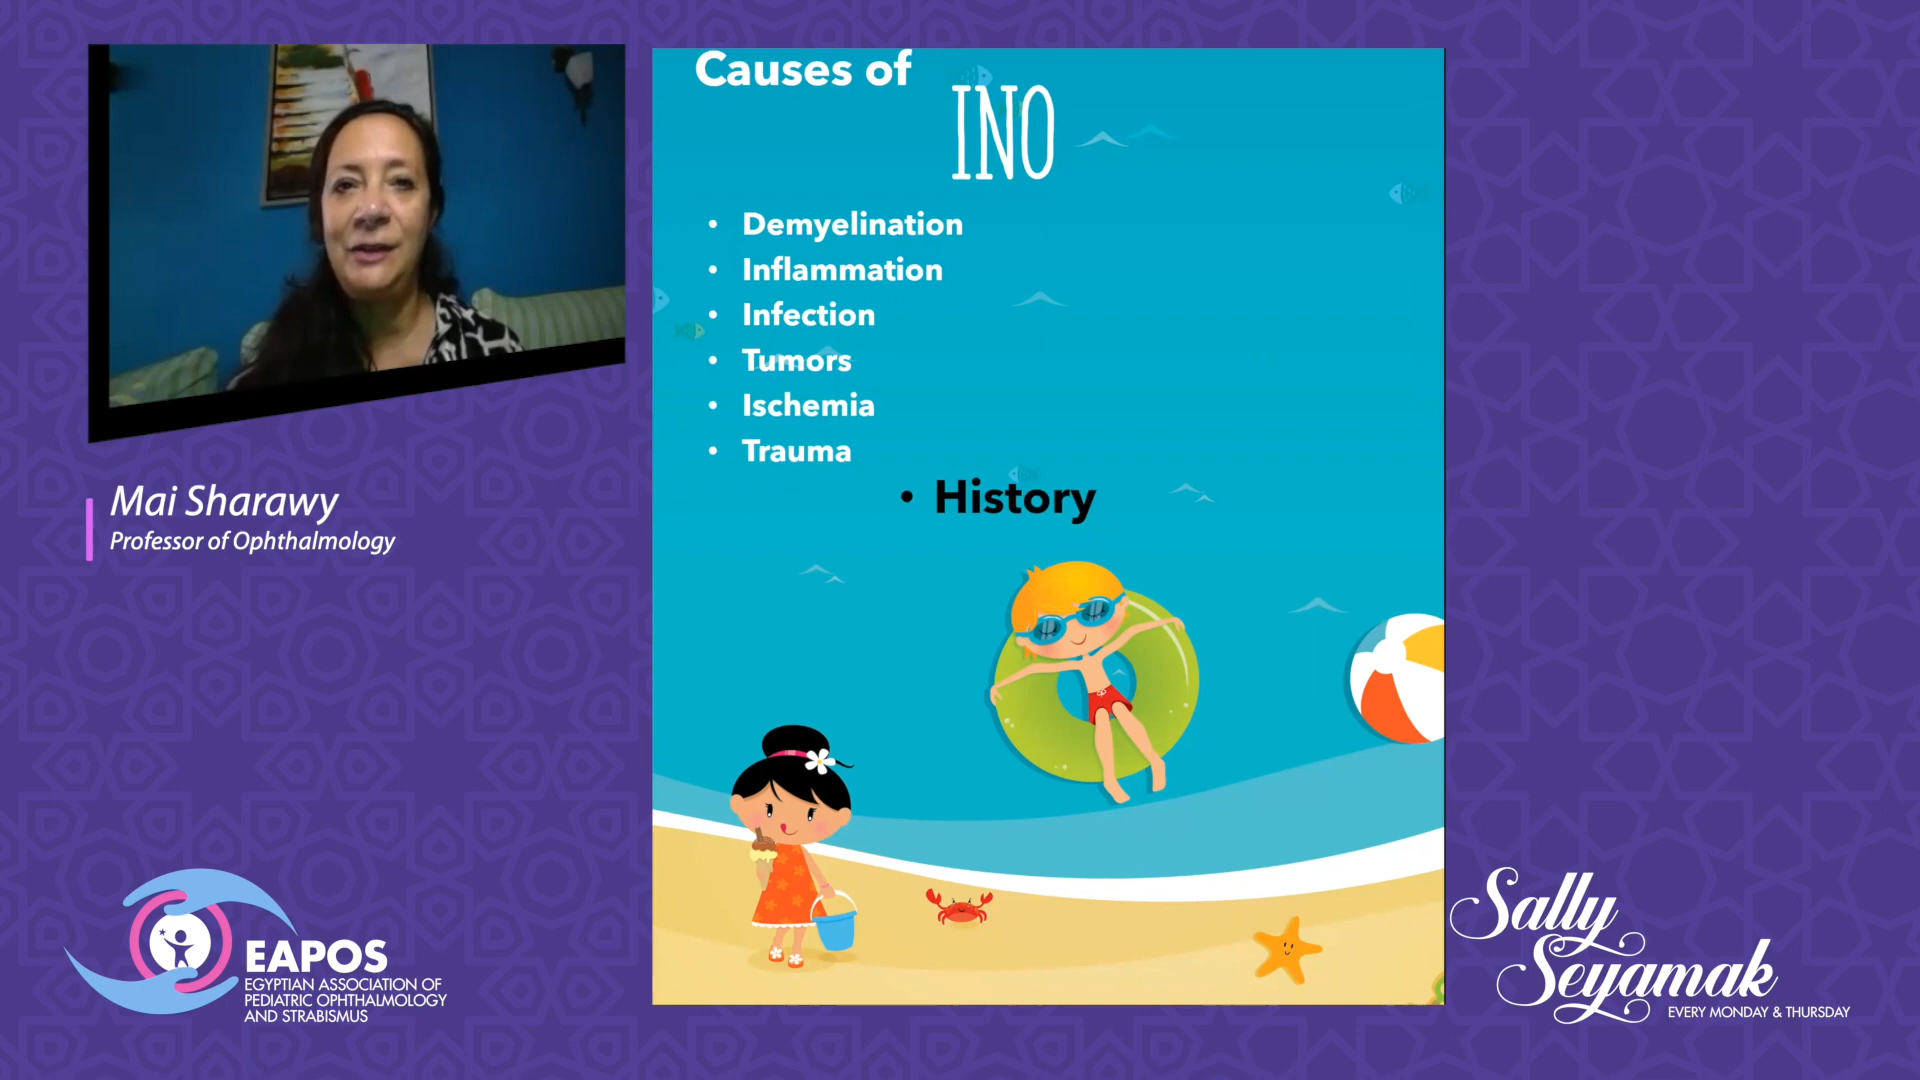 Causes of
INO
• Demyelination
• Inflammation
• Infection
• Tumors
• Ischemia
• Trauma
• History
Mai Sharawy
Professor of Ophthalmology
EAPOS
EGYPTIAN ASSOCIATION OF
PEDIATRIC OPHTHALMOLOGY
AND STRABISMUS
Sally
Seyamak
EVERY MONDAY & THURSDAY